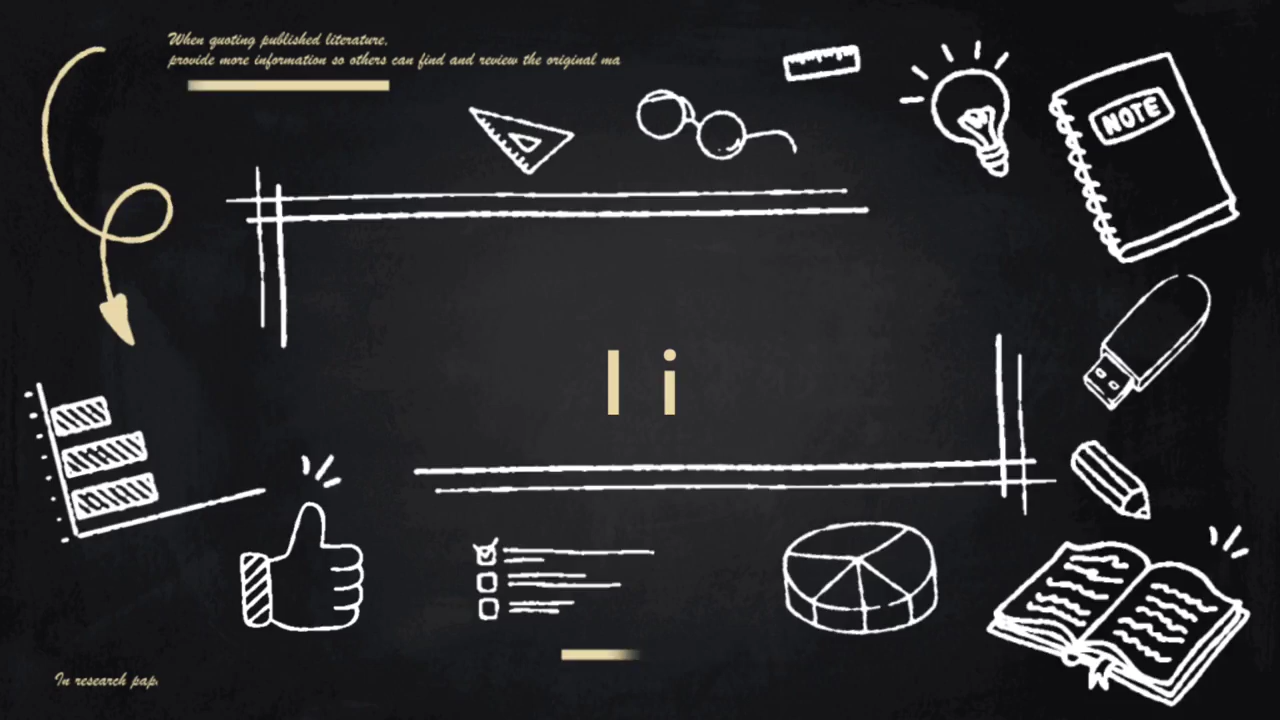 When quoting published literature,
provide more information so others can find and review the original ma
NOTE
l i
In research pap